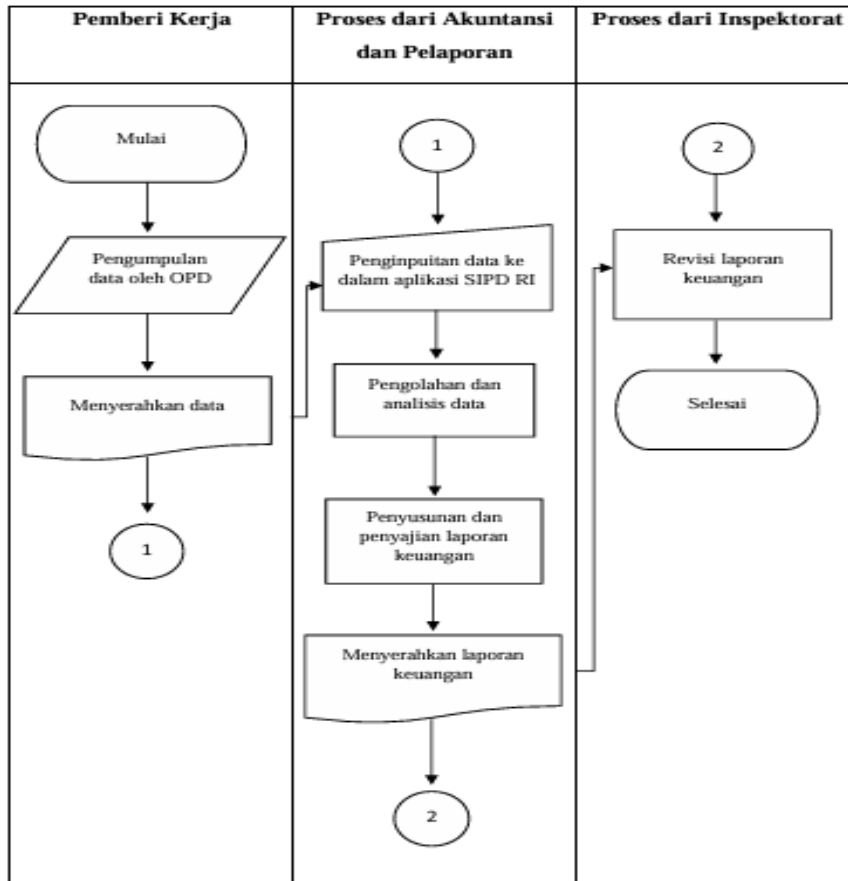 Pemberi Kerja
Proses dari Akuntansi
dan Pelaporan
Proses dari Inspektorat
Mulai
Pengumpulan
data oleh OPD
Menyerahkan data
1
1
Penginpuitan data ke
dalam aplikasi SIPD RI
Pengolahan dan
analisis data
Penyusunan dan
penyajian laporan
keuangan
Menyerahkan laporan
keuangan
2
2
Revisi laporan
keuangan
Selesai